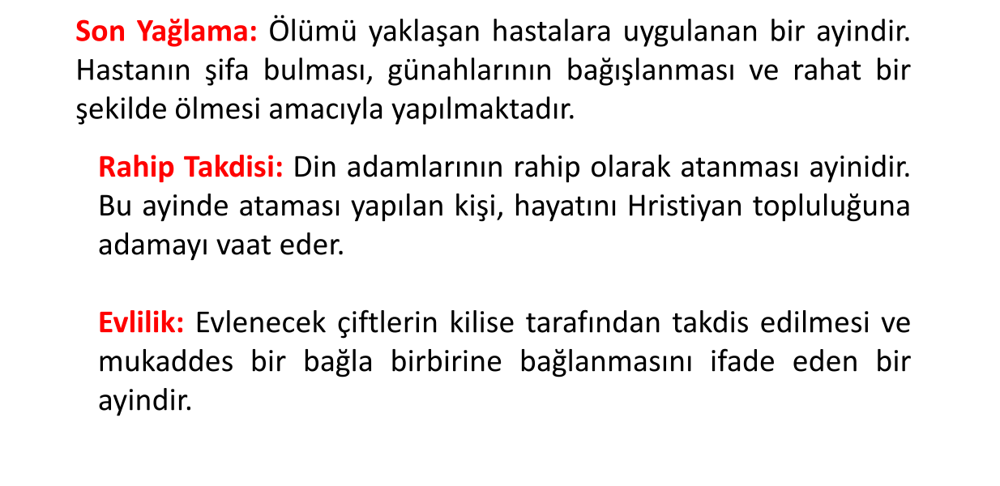 Son Yağlama: Ölümü yaklaşan hastalara uygulanan bir ayindir.
Hastanın şifa bulması, günahlarının bağışlanması ve rahat bir
şekilde ölmesi amacıyla yapılmaktadır.
Rahip Takdisi: Din adamlarının rahip olarak atanması ayinidir.
Bu ayinde ataması yapılan kişi, hayatını Hristiyan topluluğuna
adamayı vaat eder.
Evlilik: Evlenecek çiftlerin kilise tarafından takdis edilmesi ve
mukaddes bir bağla birbirine bağlanmasını ifade eden bir
ayindir.